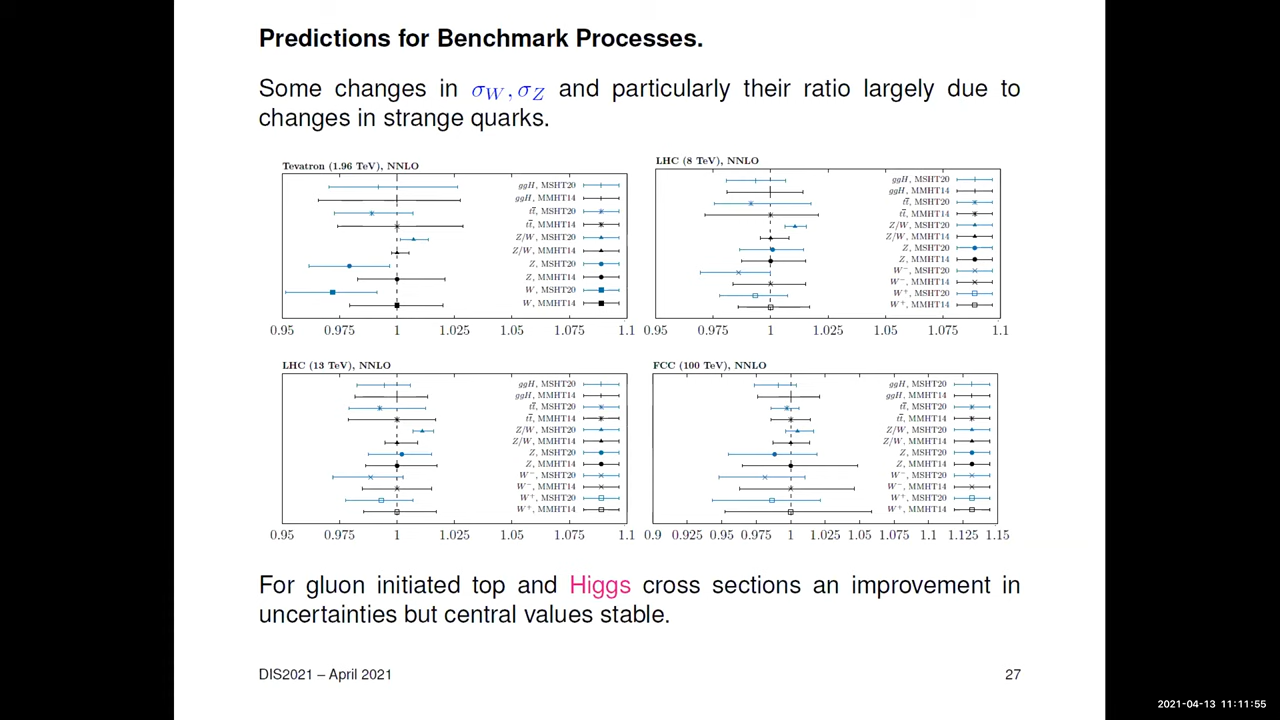 Predictions for Benchmark Processes.
Some changes in σW, σZ and particularly their ratio largely due to
changes in strange quarks.
Tevatron (1.96 TeV), NNLO
ggH, MSHT20
ggH, MMHT14
tt̅, MSHT20
tt̅, MMHT14
Z/W, MSHT20
Z/W, MMHT14
Z, MSHT20
Z, MMHT14
W, MSHT20
W, MMHT14
0.95 0.975 1 1.025 1.05 1.075 1.1
LHC (8 TeV), NNLO
ggH, MSHT20
ggH, MMHT14
tt̅, MSHT20
tt̅, MMHT14
Z/W, MSHT20
Z/W, MMHT14
Z, MSHT20
Z, MMHT14
W⁻, MSHT20
W⁻, MMHT14
W⁺, MSHT20
W⁺, MMHT14
0.95 0.975 1 1.025 1.05 1.075 1.1
LHC (13 TeV), NNLO
ggH, MSHT20
ggH, MMHT14
tt̅, MSHT20
tt̅, MMHT14
Z/W, MSHT20
Z/W, MMHT14
Z, MSHT20
Z, MMHT14
W⁻, MSHT20
W⁻, MMHT14
W⁺, MSHT20
W⁺, MMHT14
0.95 0.975 1 1.025 1.05 1.075 1.1
FCC (100 TeV), NNLO
ggH, MSHT20
ggH, MMHT14
tt̅, MSHT20
tt̅, MMHT14
Z/W, MSHT20
Z/W, MMHT14
Z, MSHT20
Z, MMHT14
W⁻, MSHT20
W⁻, MMHT14
W⁺, MSHT20
W⁺, MMHT14
0.9 0.925 0.95 0.975 1 1.025 1.05 1.075 1.1 1.125 1.15
For gluon initiated top and Higgs cross sections an improvement in
uncertainties but central values stable.
DIS2021 – April 2021
27
2021-04-13 11:11:55